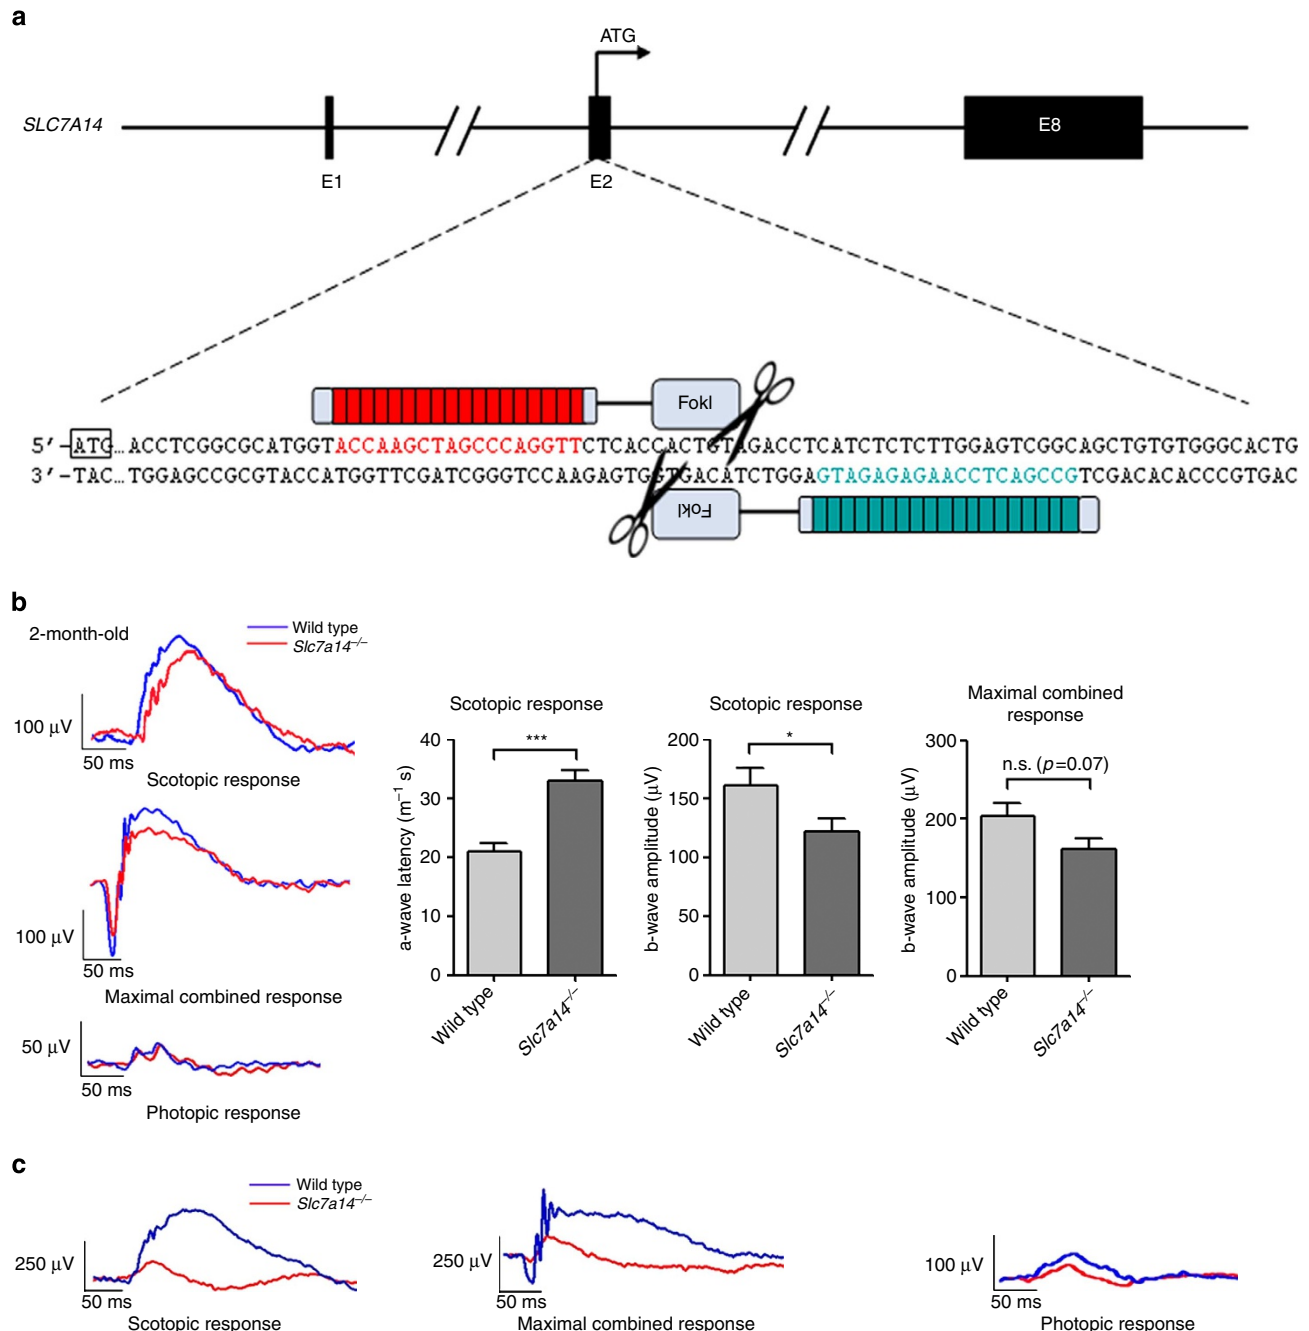 a
ATG
SLC7A14
E8
E1
E2
FokI
5′–ATG…ACCTCGGCGCATGGTACCAAGCTAGCCCAGGTTCTCACCACTGTAGACCTCATCTCTCTTGGAGTCGGCAGCTGTGTGGGCACTG
3′–TAC…TGGAGCCGCGTACCATGGTTCGATCGGGTCCAAGAGTGGTGACATCTGGAGTAGAGAGAACCTCAGCCGTCGACACACCCGTGAC
FokI
b
2-month-old
Wild type
Slc7a14–/–
100 μV
50 ms
Scotopic response
100 μV
50 ms
Maximal combined response
50 μV
50 ms
Photopic response
Scotopic response
***
40
30
20
10
0
a-wave latency (m–1 s)
Wild type
Slc7a14–/–
Scotopic response
*
200
150
100
50
0
b-wave amplitude (μV)
Wild type
Slc7a14–/–
Maximal combined
response
n.s. (p=0.07)
300
200
100
0
b-wave amplitude (μV)
Wild type
Slc7a14–/–
c
Wild type
Slc7a14–/–
250 μV
50 ms
Scotopic response
250 μV
50 ms
Maximal combined response
100 μV
50 ms
Photopic response